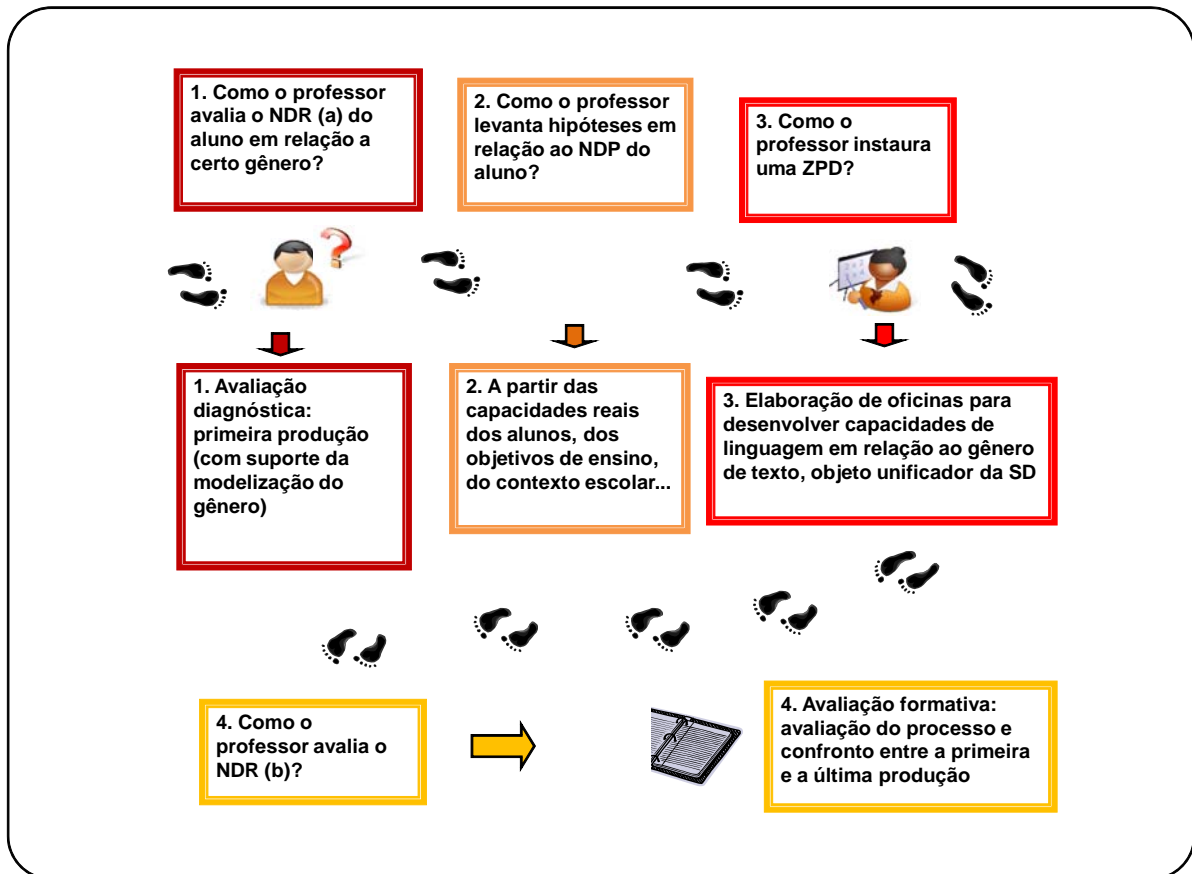 1. Como o professor
avalia o NDR (a) do
aluno em relação a
certo gênero?
2. Como o professor
levanta hipóteses em
relação ao NDP do
aluno?
3. Como o
professor instaura
uma ZPD?
1. Avaliação
diagnóstica:
primeira produção
(com suporte da
modelização do
gênero)
2. A partir das
capacidades reais
dos alunos, dos
objetivos de ensino,
do contexto escolar...
3. Elaboração de oficinas para
desenvolver capacidades de
linguagem em relação ao gênero
de texto, objeto unificador da SD
4. Como o
professor avalia o
NDR (b)?
4. Avaliação formativa:
avaliação do processo e
confronto entre a primeira
e a última produção